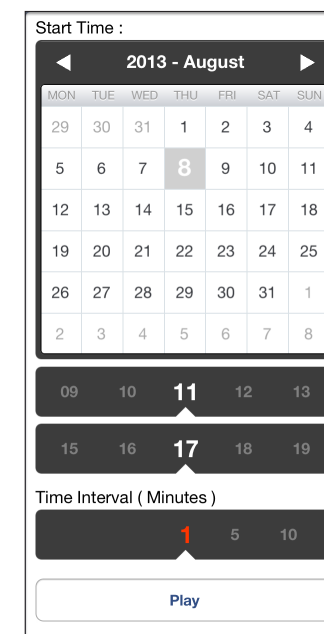 Start Time :
2013 - August
MON TUE WED THU FRI SAT SUN
29 30 31 1 2 3 4
5 6 7 8 9 10 11
12 13 14 15 16 17 18
19 20 21 22 23 24 25
26 27 28 29 30 31 1
2 3 4 5 6 7 8
09 10 11 12 13
15 16 17 18 19
Time Interval ( Minutes )
1 5 10
Play